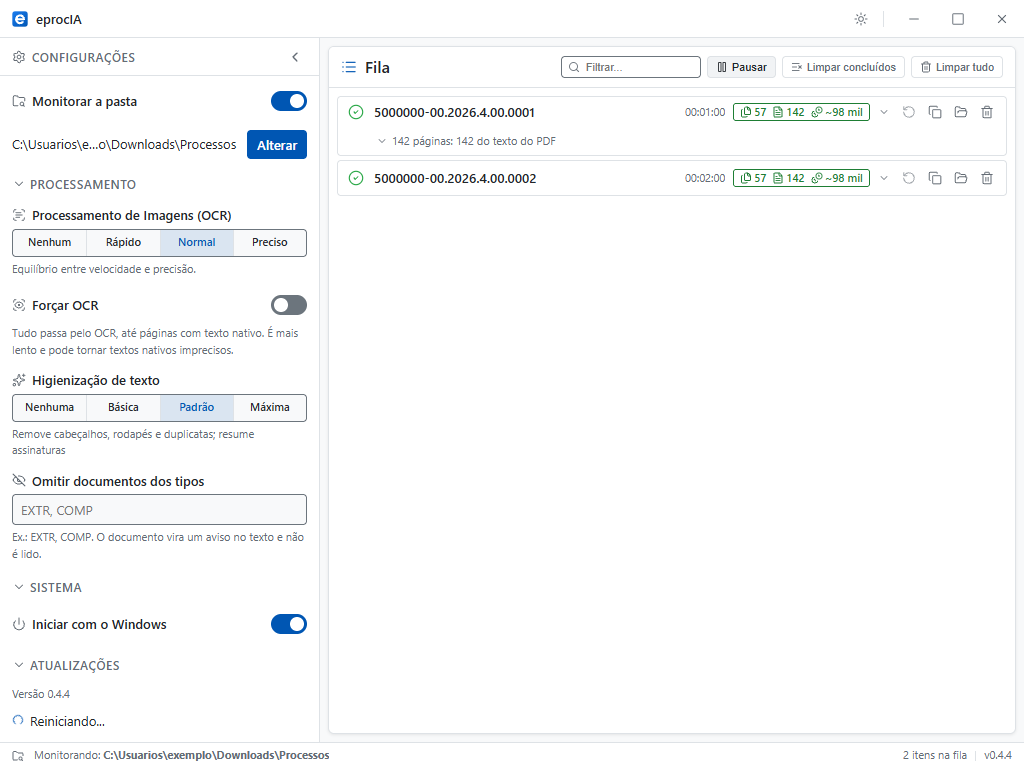 eprocIA
CONFIGURAÇÕES
Monitorar a pasta
C:\Usuarios\e...o\Downloads\Processos
Alterar
PROCESSAMENTO
Processamento de Imagens (OCR)
Nenhum Rápido Normal Preciso
Equilíbrio entre velocidade e precisão.
Forçar OCR
Tudo passa pelo OCR, até páginas com texto nativo. É mais
lento e pode tornar textos nativos imprecisos.
Higienização de texto
Nenhuma Básica Padrão Máxima
Remove cabeçalhos, rodapés e duplicatas; resume
assinaturas
Omitir documentos dos tipos
EXTR, COMP
Ex.: EXTR, COMP. O documento vira um aviso no texto e não
é lido.
SISTEMA
Iniciar com o Windows
ATUALIZAÇÕES
Versão 0.4.4
Reiniciando...
Fila
Filtrar...
Pausar
Limpar concluídos
Limpar tudo
5000000-00.2026.4.00.0001 00:01:00 57 142 ~98 mil
142 páginas: 142 do texto do PDF
5000000-00.2026.4.00.0002 00:02:00 57 142 ~98 mil
Monitorando: C:\Usuarios\exemplo\Downloads\Processos
2 itens na fila v0.4.4